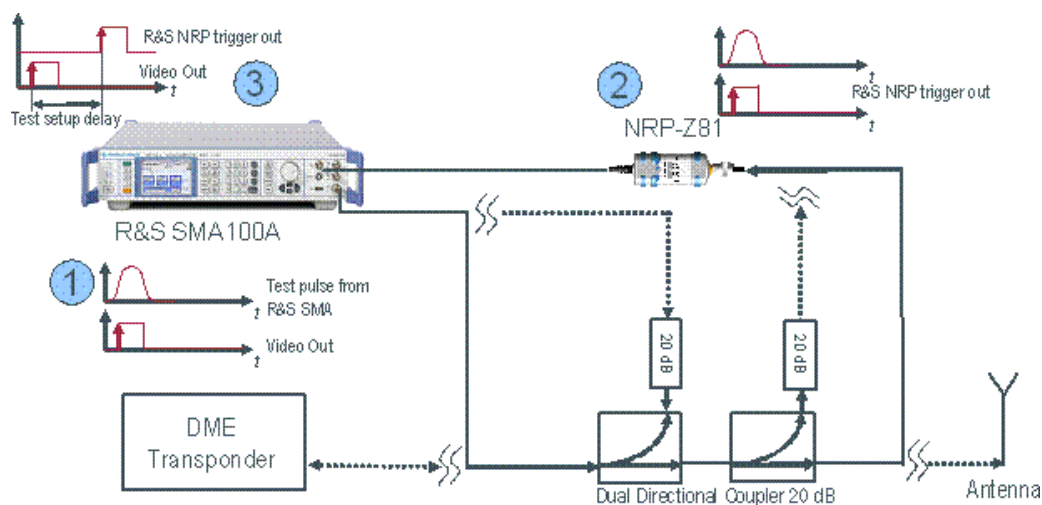 R&S NRP trigger out
Video Out
t
Test setup delay
3
2
t
R&S NRP trigger out
t
NRP-Z81
R&S SMA100A
1
Test pulse from
t R&S SMA
Video Out
t
20 dB
20 dB
DME
Transponder
Dual Directional Coupler 20 dB
Antenna